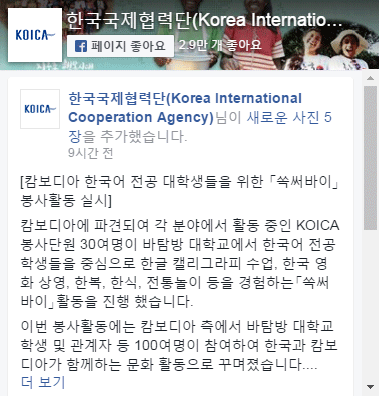 KOICA
한국국제협력단(Korea Internatio...
페이지 좋아요 2.9만 개 좋아요
KOICA
한국국제협력단(Korea International
Cooperation Agency)님이 새로운 사진 5
장을 추가했습니다.
9시간 전
[캄보디아 한국어 전공 대학생들을 위한 「쏙써바이」
봉사활동 실시]
캄보디아에 파견되여 각 분야에서 활동 중인 KOICA
봉사단원 30여명이 바탐방 대학교에서 한국어 전공
학생들을 중심으로 한글 캘리그라피 수업, 한국 영
화 상영, 한복, 한식, 전통놀이 등을 경험하는「쏙써
바이」활동을 진행 했습니다.
이번 봉사활동에는 캄보디아 측에서 바탐방 대학교
학생 및 관계자 등 100여명이 참여하여 한국과 캄보
디아가 함께하는 문화 활동으로 꾸며졌습니다....
더 보기